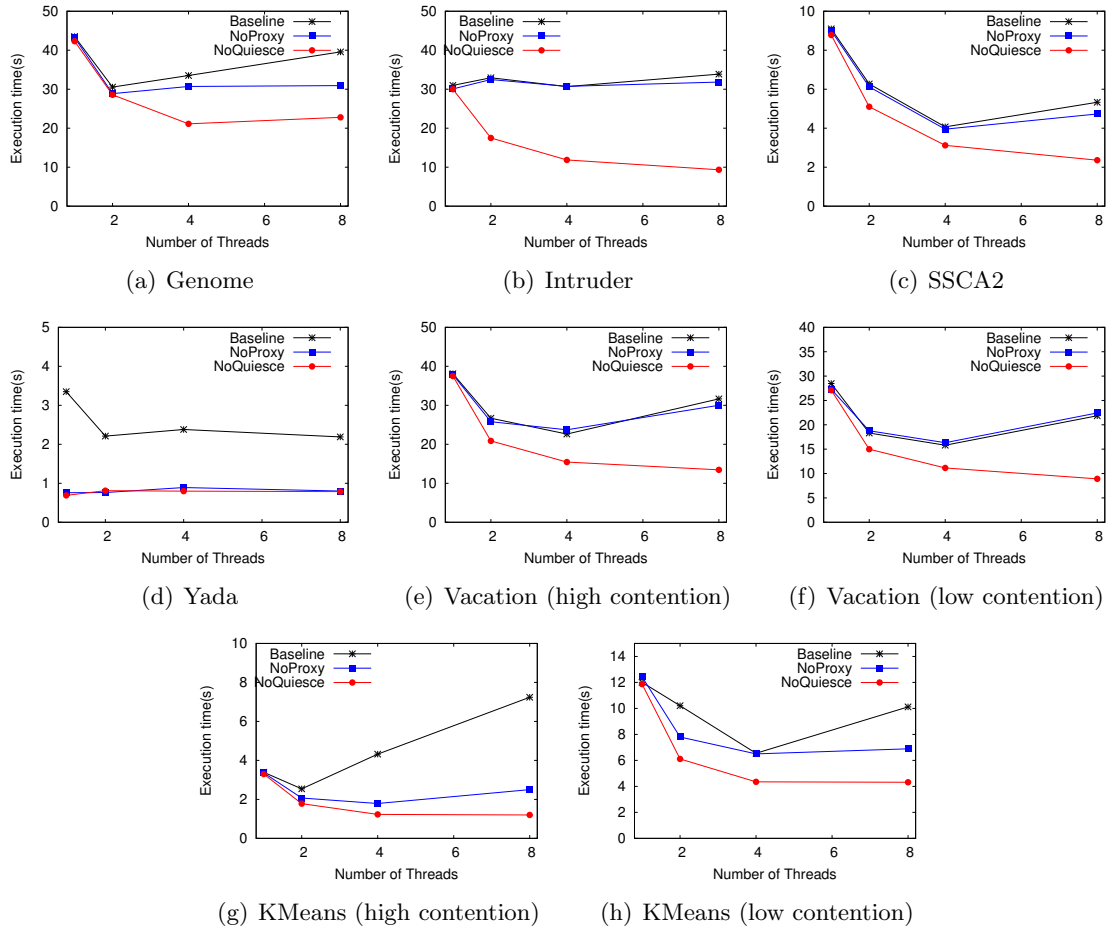 50
40
30
20
10
0
Execution time(s)
2
4
6
8
Number of Threads
Baseline
NoProxy
NoQuiesce
(a) Genome
50
40
30
20
10
0
Execution time(s)
2
4
6
8
Number of Threads
Baseline
NoProxy
NoQuiesce
(b) Intruder
10
8
6
4
2
0
Execution time(s)
2
4
6
8
Number of Threads
Baseline
NoProxy
NoQuiesce
(c) SSCA2
5
4
3
2
1
0
Execution time(s)
2
4
6
8
Number of Threads
Baseline
NoProxy
NoQuiesce
(d) Yada
50
40
30
20
10
0
Execution time(s)
2
4
6
8
Number of Threads
Baseline
NoProxy
NoQuiesce
(e) Vacation (high contention)
40
35
30
25
20
15
10
5
0
Execution time(s)
2
4
6
8
Number of Threads
Baseline
NoProxy
NoQuiesce
(f) Vacation (low contention)
10
8
6
4
2
0
Execution time(s)
2
4
6
8
Number of Threads
Baseline
NoProxy
NoQuiesce
(g) KMeans (high contention)
14
12
10
8
6
4
2
0
Execution time(s)
2
4
6
8
Number of Threads
Baseline
NoProxy
NoQuiesce
(h) KMeans (low contention)